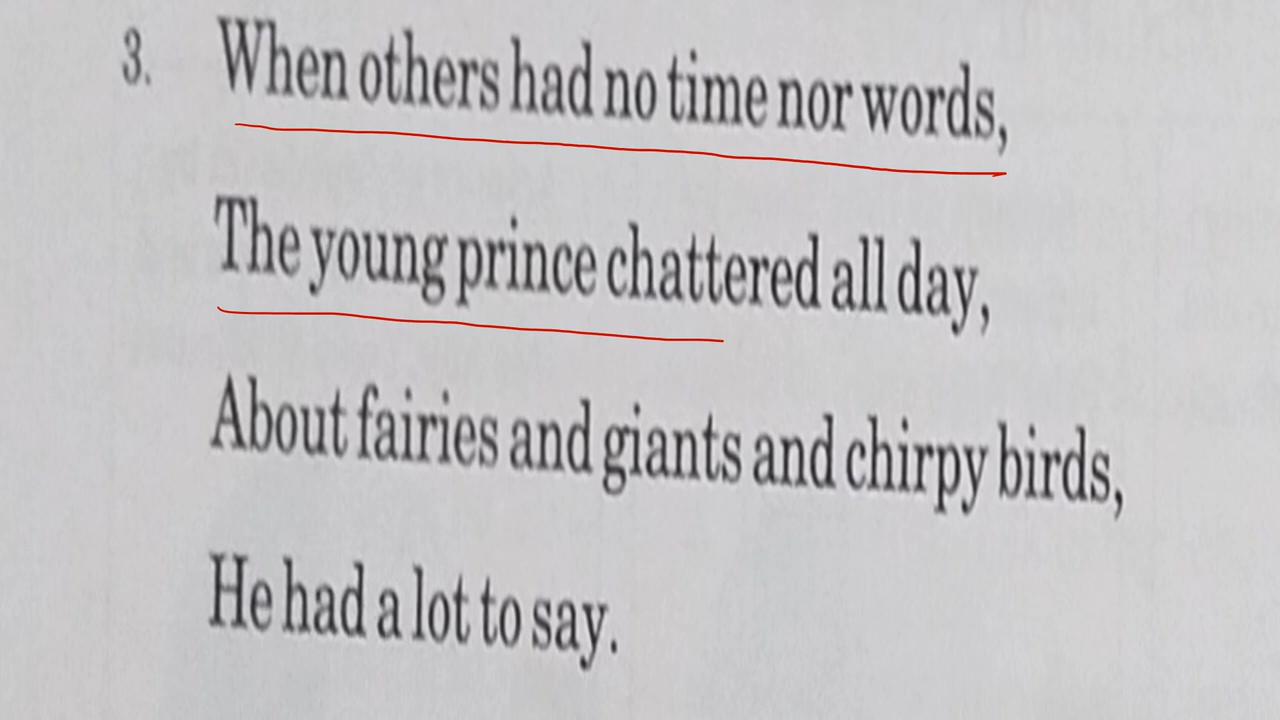 3. When others had no time nor words,
The young prince chattered all day,
About fairies and giants and chirpy birds,
He had a lot to say.